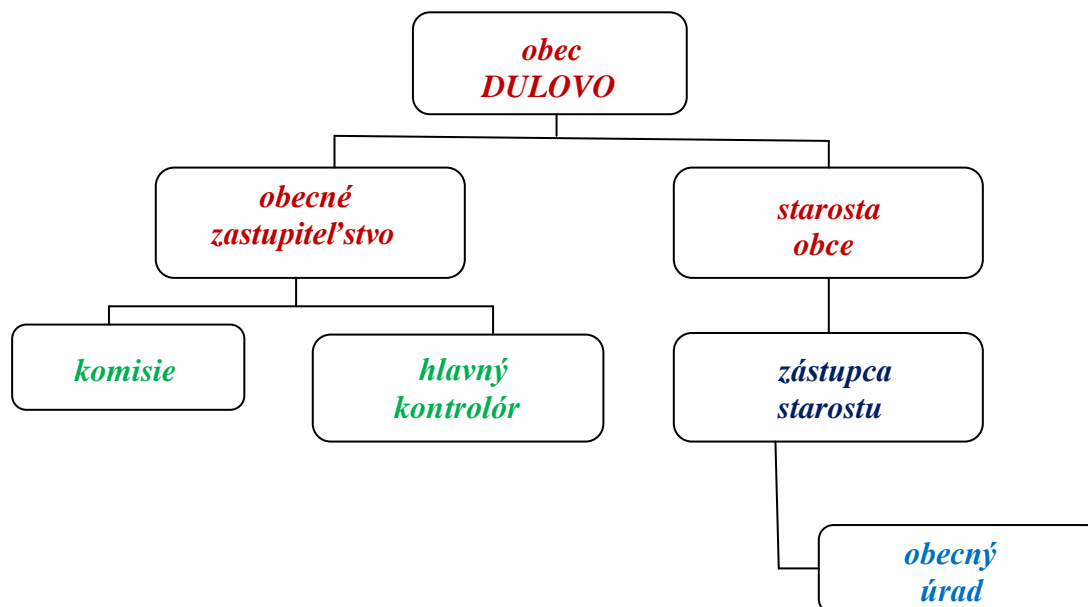 obec
DULOVO
obecné
zastupiteľstvo
starosta
obce
komisie
hlavný
kontrolór
zástupca
starostu
obecný
úrad